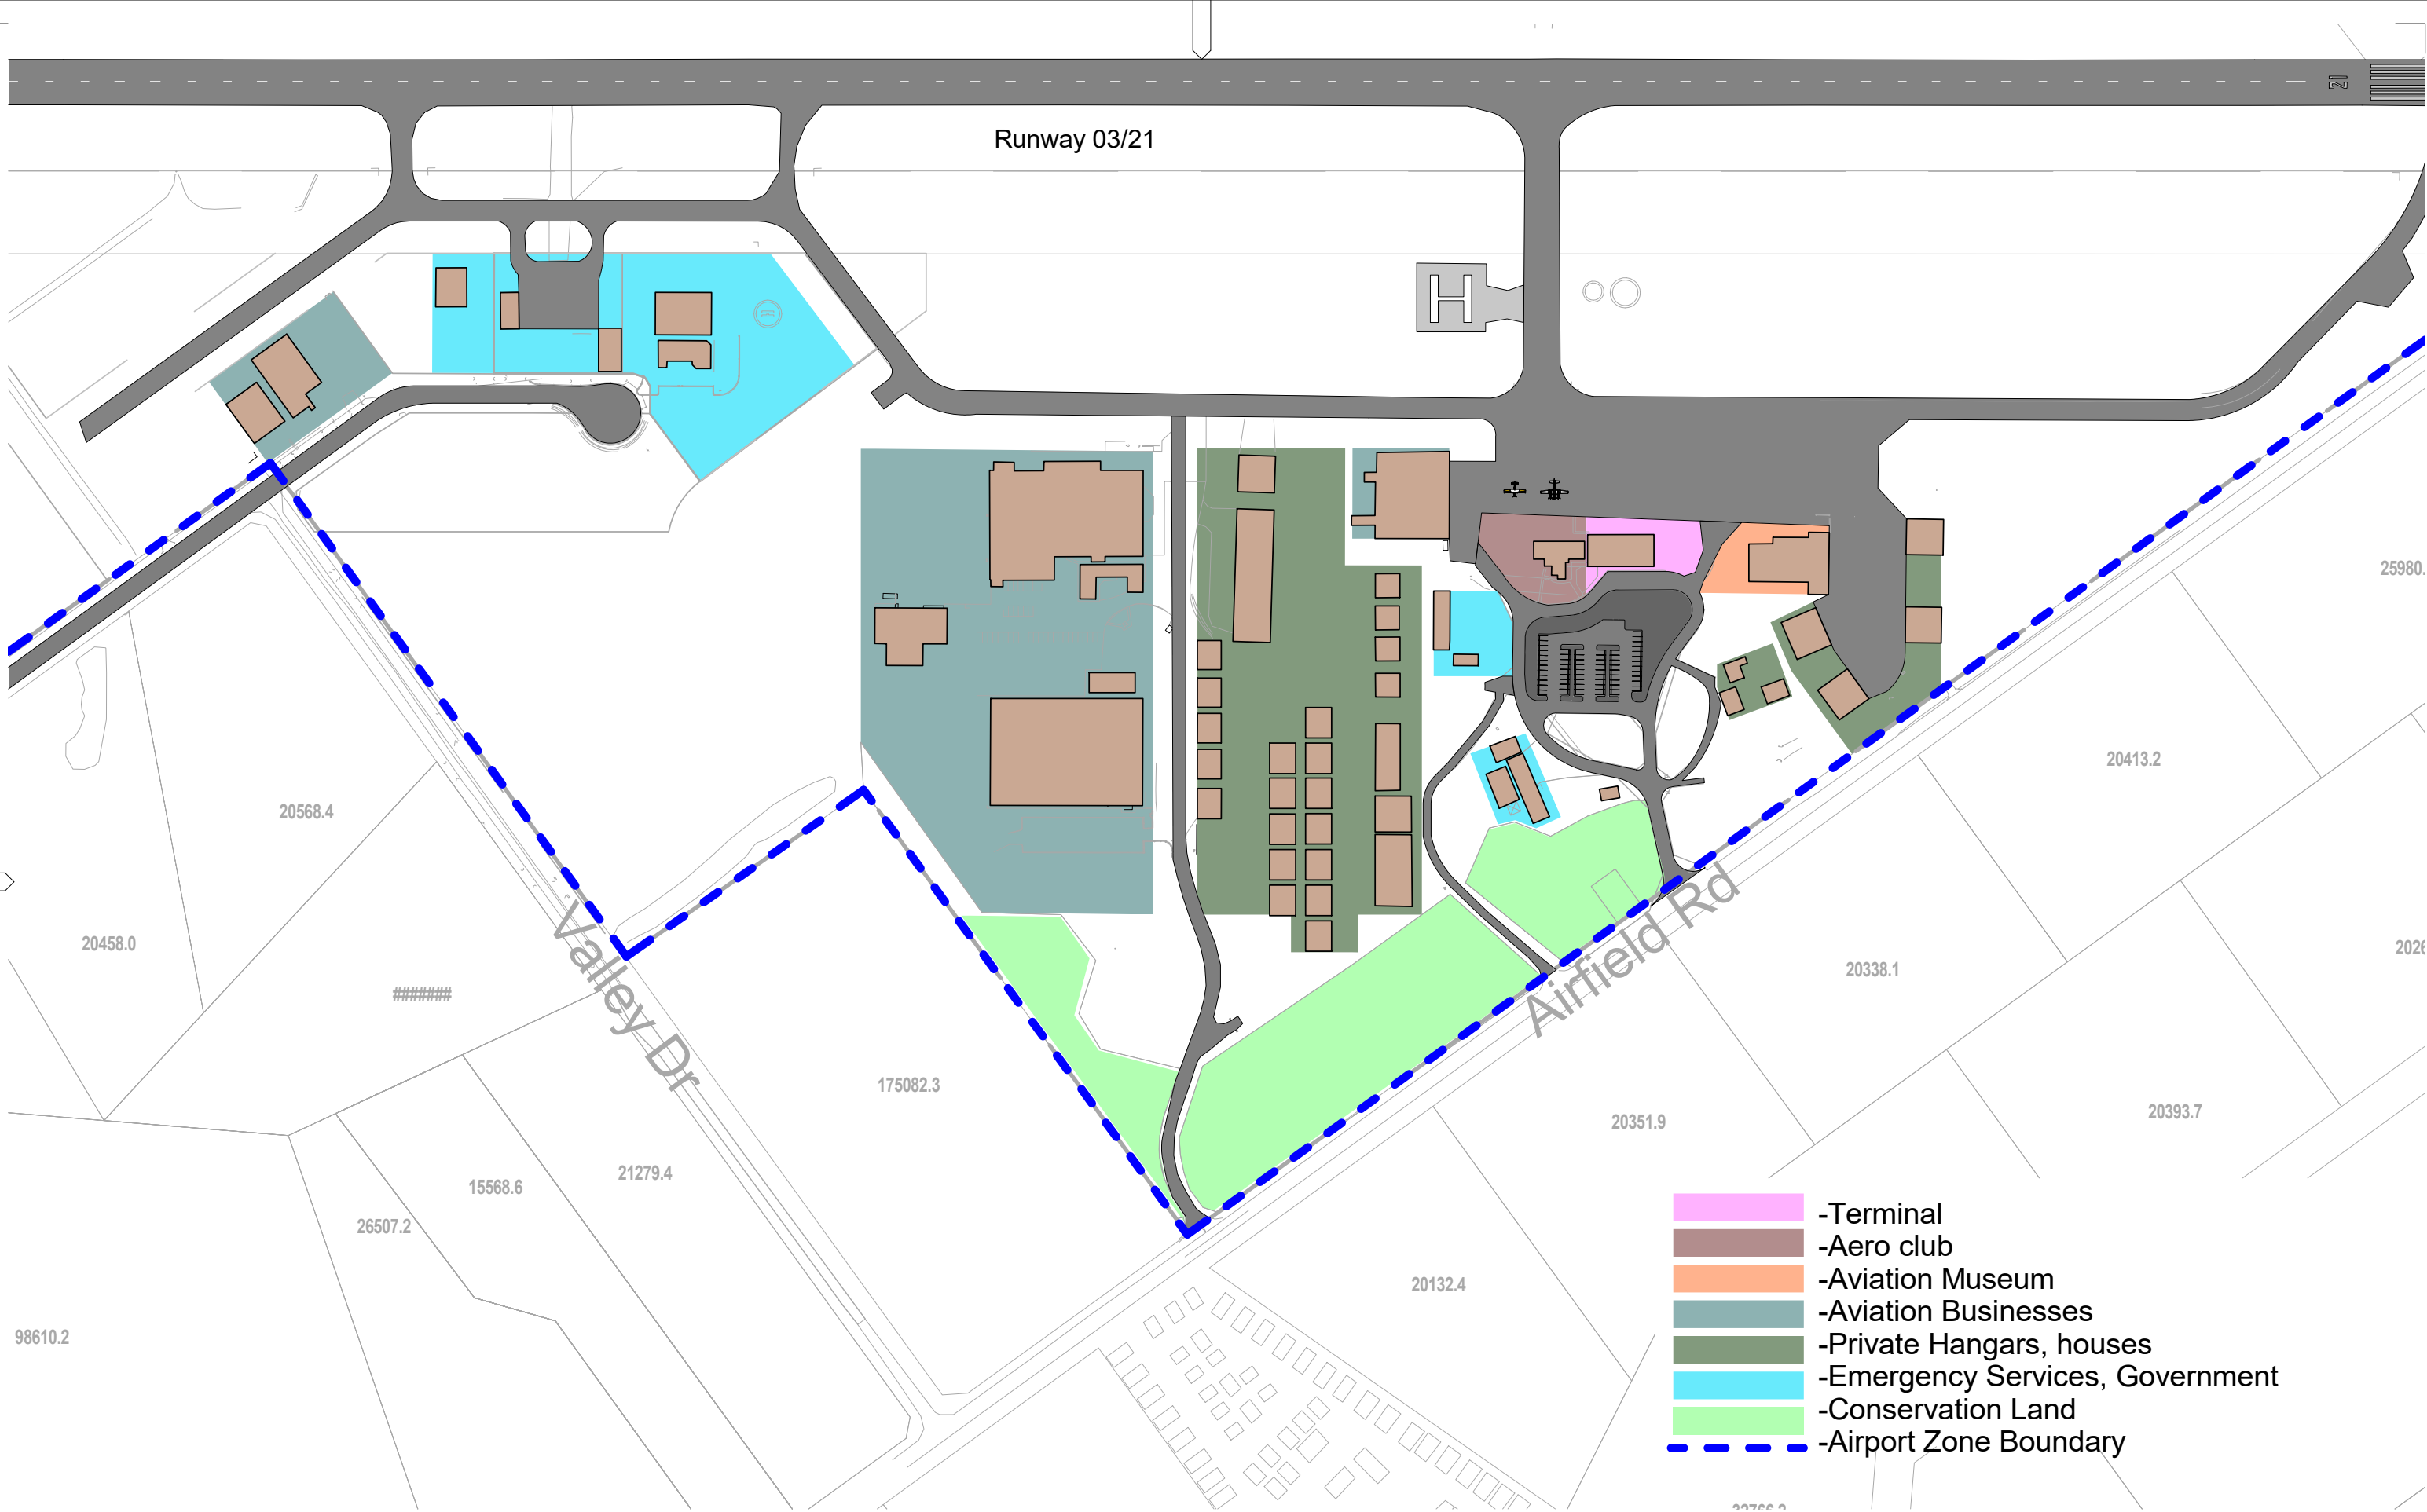 21
Runway 03/21
H
25980.
20413.2
20568.4
20458.0
#######
Valley Dr
Airfield Rd
20338.1
2026
175082.3
20351.9
20393.7
21279.4
15568.6
26507.2
20132.4
98610.2
-Terminal
-Aero club
-Aviation Museum
-Aviation Businesses
-Private Hangars, houses
-Emergency Services, Government
-Conservation Land
-Airport Zone Boundary